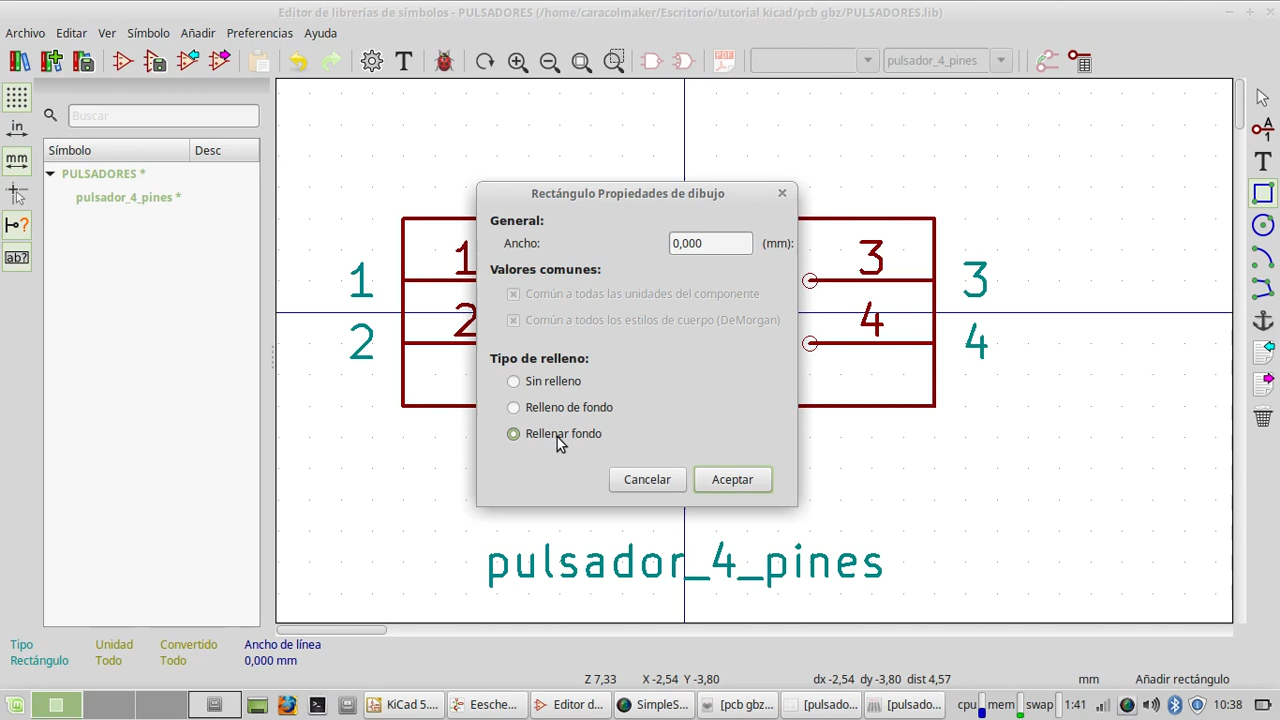 Editor de librerías de símbolos - PULSADORES (/home/caracolmaker/Escritorio/tutorial kicad/pcb gbz/PULSADORES.lib)
Archivo Editar Ver Símbolo Añadir Preferencias Ayuda
T PDF pulsador_4_pines
in
mm
ab?
Buscar
Símbolo Desc
PULSADORES *
pulsador_4_pines *
Rectángulo Propiedades de dibujo
General:
Ancho: 0,000 (mm):
Valores comunes:
Común a todas las unidades del componente
Común a todos los estilos de cuerpo (DeMorgan)
Tipo de relleno:
Sin relleno
Relleno de fondo
Rellenar fondo
Cancelar Aceptar
1 1 3 3
2 2 4 4
pulsador_4_pines
A
T
Tipo Unidad Convertido Ancho de línea
Rectángulo Todo Todo 0,000 mm
Z 7,33 X -2,54 Y -3,80 dx -2,54 dy -3,80 dist 4,57 mm Añadir rectángulo
KiCad 5.... Eesche... Editor d... SimpleS... [pcb gbz... [pulsado... [pulsado... cpu mem swap 1:41 10:38